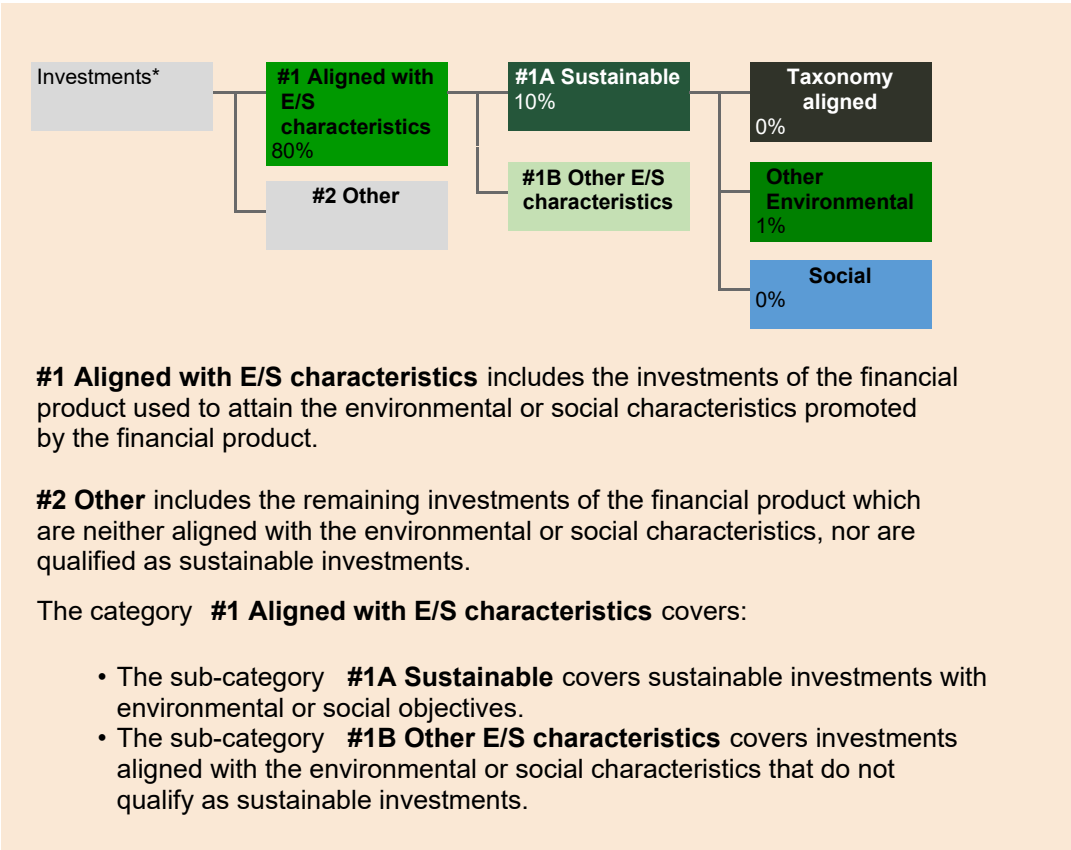 Investments*
#1 Aligned with
E/S
characteristics
80%
#2 Other
#1A Sustainable
10%
#1B Other E/S
characteristics
Taxonomy
aligned
0%
Other
Environmental
1%
Social
0%
#1 Aligned with E/S characteristics includes the investments of the financial
product used to attain the environmental or social characteristics promoted
by the financial product.
#2 Other includes the remaining investments of the financial product which
are neither aligned with the environmental or social characteristics, nor are
qualified as sustainable investments.
The category #1 Aligned with E/S characteristics covers:
• The sub-category #1A Sustainable covers sustainable investments with
environmental or social objectives.
• The sub-category #1B Other E/S characteristics covers investments
aligned with the environmental or social characteristics that do not
qualify as sustainable investments.